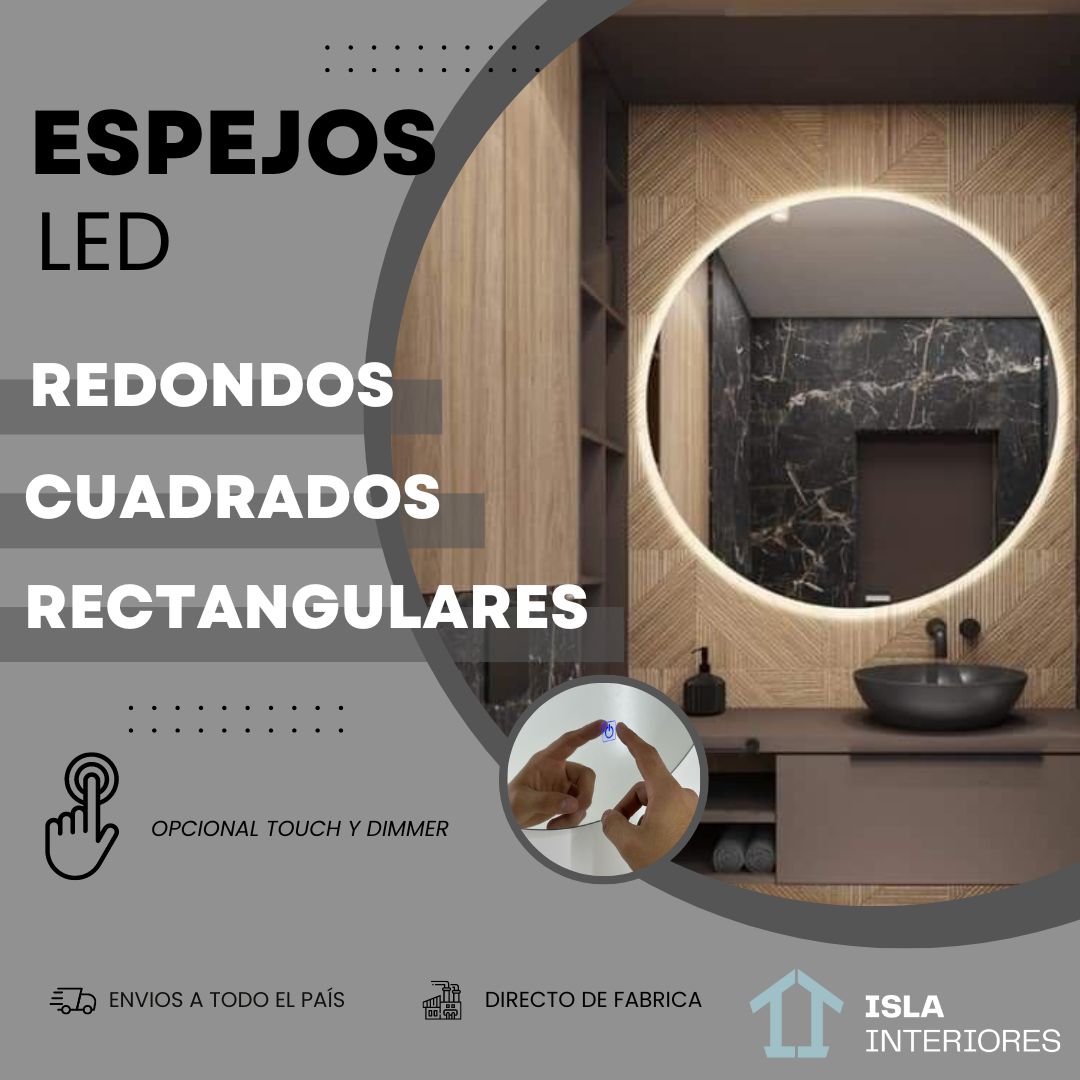 ESPEJOS
LED
REDONDOS
CUADRADOS
RECTANGULARES
OPCIONAL TOUCH Y DIMMER
ENVIOS A TODO EL PAÍS
DIRECTO DE FABRICA
ISLA
INTERIORES